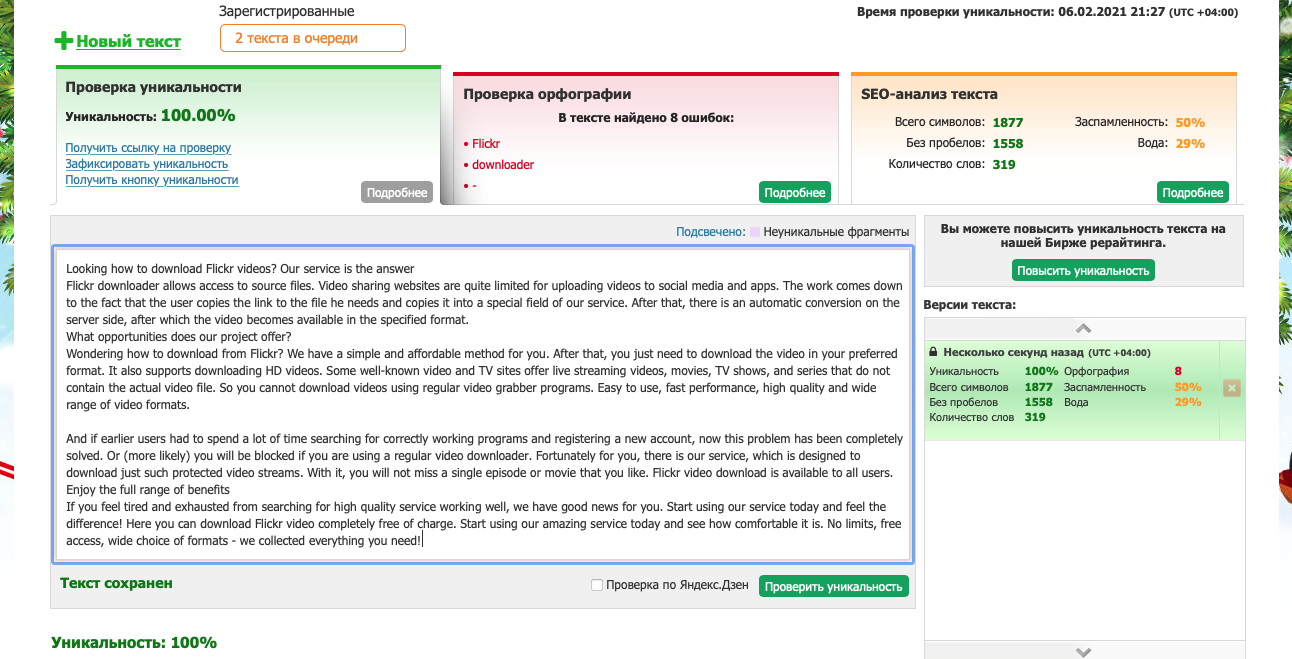 Зарегистрированные
Время проверки уникальности: 06.02.2021 21:27 (UTC +04:00)
Новый текст
2 текста в очереди
Проверка уникальности
Уникальность: 100.00%
Получить ссылку на проверку
Зафиксировать уникальность
Получить кнопку уникальности
Подробнее
Проверка орфографии
В тексте найдено 8 ошибок:
• Flickr
• downloader
• -
Подробнее
SEO-анализ текста
Всего символов: 1877 Заспамленность: 50%
Без пробелов: 1558 Вода: 29%
Количество слов: 319
Подробнее
Подсвечено: Неуникальные фрагменты
Looking how to download Flickr videos? Our service is the answer
Flickr downloader allows access to source files. Video sharing websites are quite limited for uploading videos to social media and apps. The work comes down
to the fact that the user copies the link to the file he needs and copies it into a special field of our service. After that, there is an automatic conversion on the
server side, after which the video becomes available in the specified format.
What opportunities does our project offer?
Wondering how to download from Flickr? We have a simple and affordable method for you. After that, you just need to download the video in your preferred
format. It also supports downloading HD videos. Some well-known video and TV sites offer live streaming videos, movies, TV shows, and series that do not
contain the actual video file. So you cannot download videos using regular video grabber programs. Easy to use, fast performance, high quality and wide
range of video formats.
And if earlier users had to spend a lot of time searching for correctly working programs and registering a new account, now this problem has been completely
solved. Or (more likely) you will be blocked if you are using a regular video downloader. Fortunately for you, there is our service, which is designed to
download just such protected video streams. With it, you will not miss a single episode or movie that you like. Flickr video download is available to all users.
Enjoy the full range of benefits
If you feel tired and exhausted from searching for high quality service working well, we have good news for you. Start using our service today and feel the
difference! Here you can download Flickr video completely free of charge. Start using our amazing service today and see how comfortable it is. No limits, free
access, wide choice of formats - we collected everything you need!
Текст сохранен
Проверка по Яндекс.Дзен
Проверить уникальность
Уникальность: 100%
Вы можете повысить уникальность текста на
нашей Бирже рерайтинга.
Повысить уникальность
Версии текста:
Несколько секунд назад (UTC +04:00)
Уникальность 100% Орфография 8
Всего символов 1877 Заспамленность 50%
Без пробелов 1558 Вода 29%
Количество слов 319